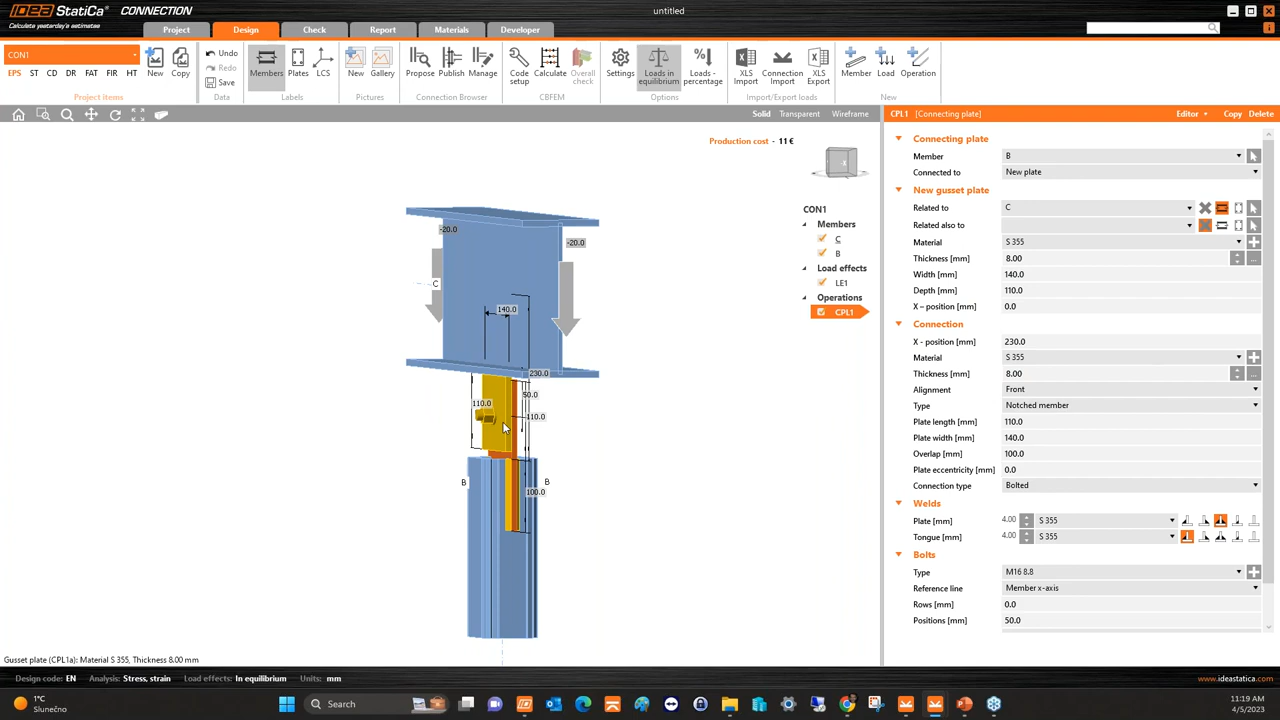 IDEA StatiCa® CONNECTION
Calculate yesterday's estimates
untitled
Project Design Check Report Materials Developer
CON1
EPS ST CD DR FAT FIR HT
New Copy
Undo
Redo
Save
Members Plates LCS
New Gallery
Propose Publish Manage
Code setup Calculate Overall check
Settings Loads in equilibrium Loads - percentage
XLS Import Connection Import XLS Export
Member Load Operation
Project items Data Labels Pictures Connection Browser CBFEM Options Import/Export loads New
Solid Transparent Wireframe
Production cost - 11 €
-X
CON1
Members
C
B
Load effects
LE1
Operations
CPL1
-20.0
-20.0
C
140.0
230.0
50.0
110.0
110.0
B
B
100.0
Gusset plate (CPL1a): Material S 355, Thickness 8.00 mm
CPL1 [Connecting plate] Editor Copy Delete
Connecting plate
Member B
Connected to New plate
New gusset plate
Related to C
Related also to
Material S 355
Thickness [mm] 8.00
Width [mm] 140.0
Depth [mm] 110.0
X – position [mm] 0.0
Connection
X - position [mm] 230.0
Material S 355
Thickness [mm] 8.00
Alignment Front
Type Notched member
Plate length [mm] 110.0
Plate width [mm] 140.0
Overlap [mm] 100.0
Plate eccentricity [mm] 0.0
Connection type Bolted
Welds
Plate [mm] 4.00 S 355
Tongue [mm] 4.00 S 355
Bolts
Type M16 8.8
Reference line Member x-axis
Rows [mm] 0.0
Positions [mm] 50.0
Design code: EN Analysis: Stress, strain Load effects: In equilibrium Units: mm
www.ideastatica.com
1°C
Slunečno
Search
11:19 AM
4/5/2023